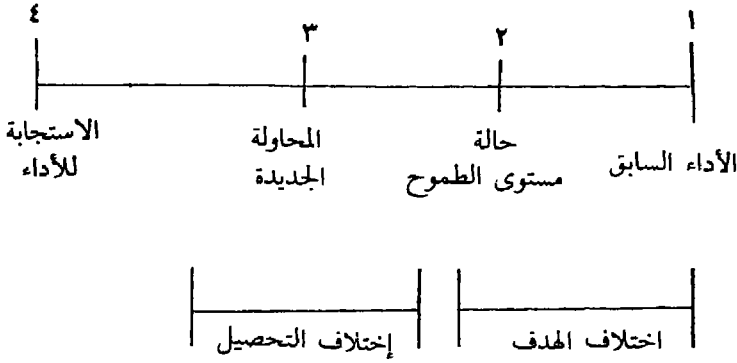 ١ ٢ ٣ ٤
الأداء السابق
حالة
مستوى الطموح
المحاولة
الجديدة
الاستجابة
للأداء
اختلاف الهدف
إختلاف التحصيل